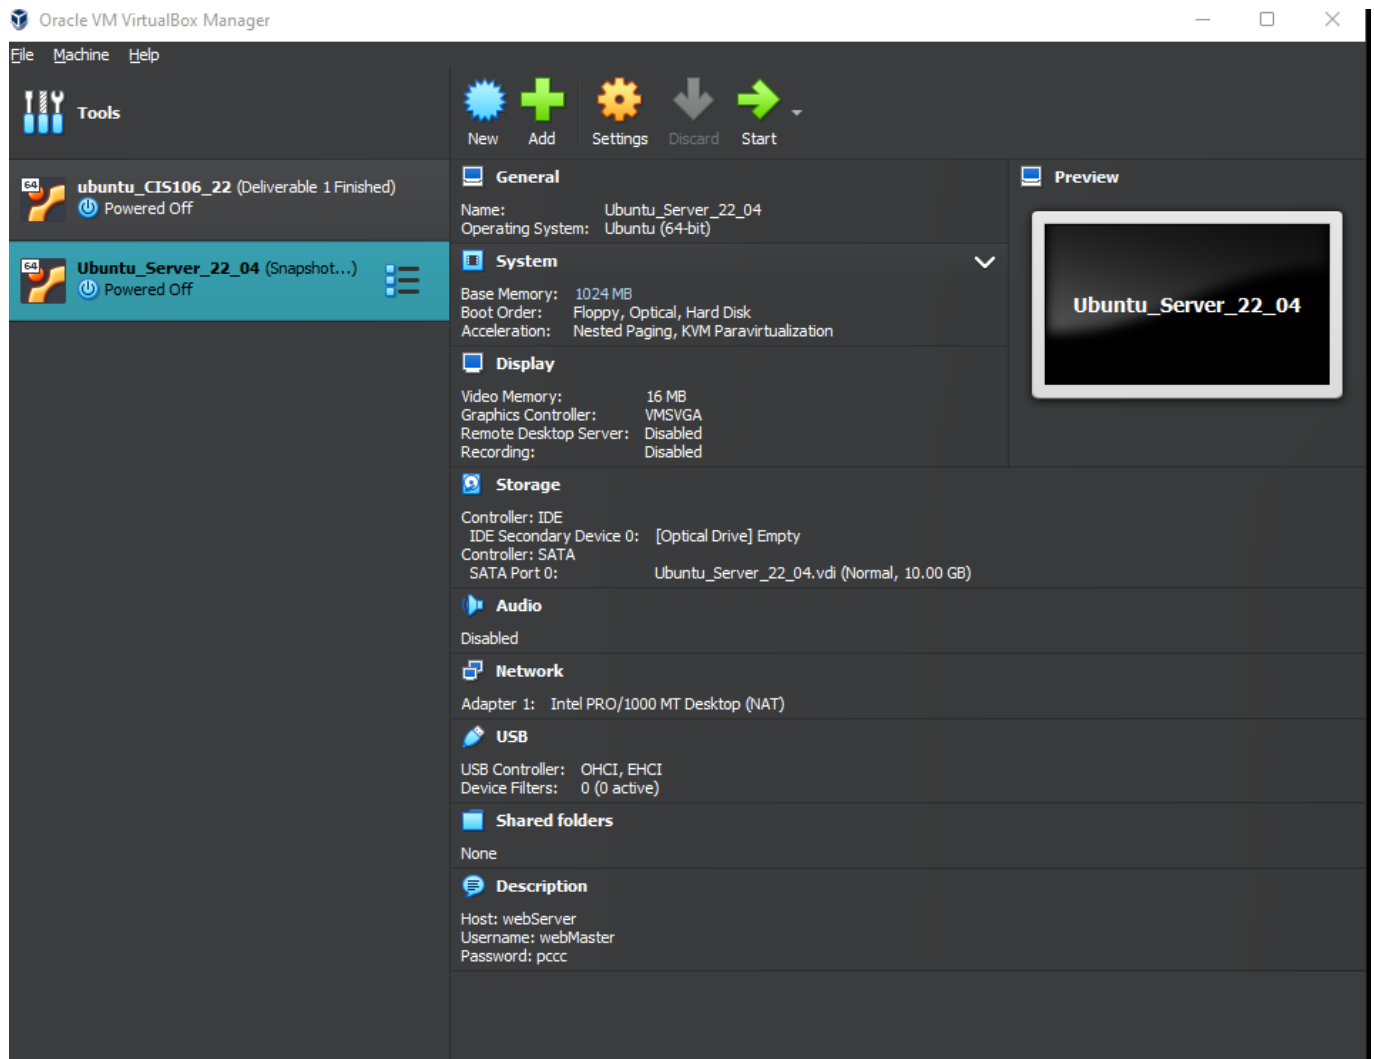 Oracle VM VirtualBox Manager
File Machine Help
Tools
New Add Settings Discard Start
64
ubuntu_CIS106_22 (Deliverable 1 Finished)
Powered Off
64
Ubuntu_Server_22_04 (Snapshot...)
Powered Off
General
Name: Ubuntu_Server_22_04
Operating System: Ubuntu (64-bit)
System
Base Memory: 1024 MB
Boot Order: Floppy, Optical, Hard Disk
Acceleration: Nested Paging, KVM Paravirtualization
Display
Video Memory: 16 MB
Graphics Controller: VMSVGA
Remote Desktop Server: Disabled
Recording: Disabled
Preview
Ubuntu_Server_22_04
Storage
Controller: IDE
IDE Secondary Device 0: [Optical Drive] Empty
Controller: SATA
SATA Port 0: Ubuntu_Server_22_04.vdi (Normal, 10.00 GB)
Audio
Disabled
Network
Adapter 1: Intel PRO/1000 MT Desktop (NAT)
USB
USB Controller: OHCI, EHCI
Device Filters: 0 (0 active)
Shared folders
None
Description
Host: webServer
Username: webMaster
Password: pccc